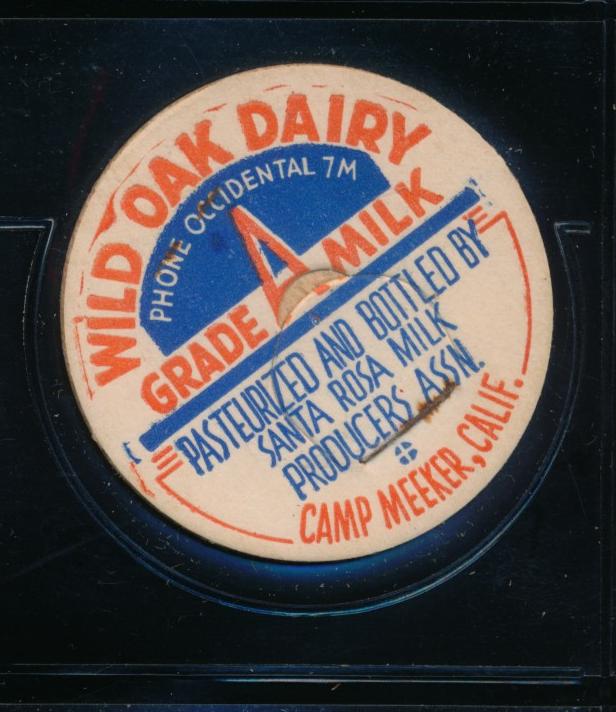 WILD OAK DAIRY
PHONE OCCIDENTAL 7M
GRADE A MILK
PASTEURIZED AND BOTTLED BY
SANTA ROSA MILK
PRODUCERS ASSN.
CAMP MEEKER, CALIF.